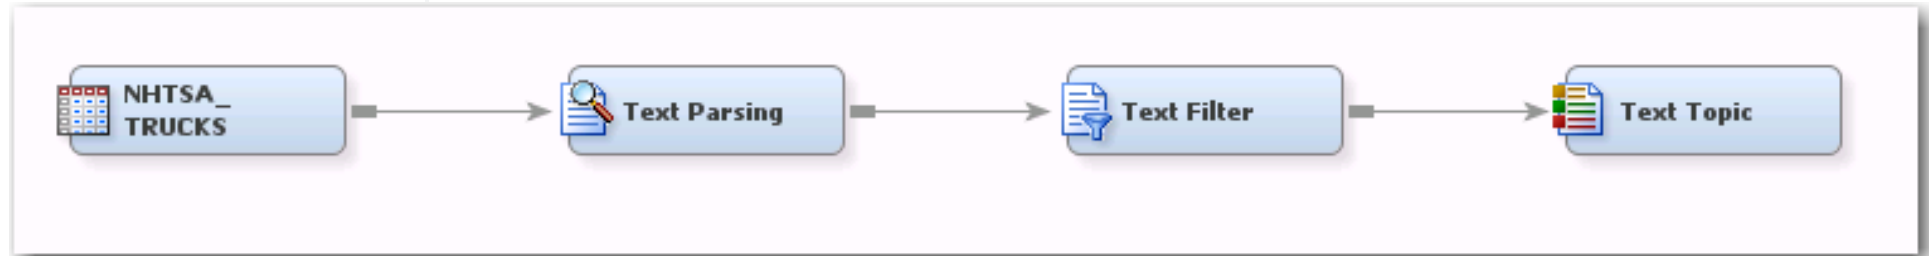 NHTSA_
TRUCKS
Text Parsing
Text Filter
Text Topic